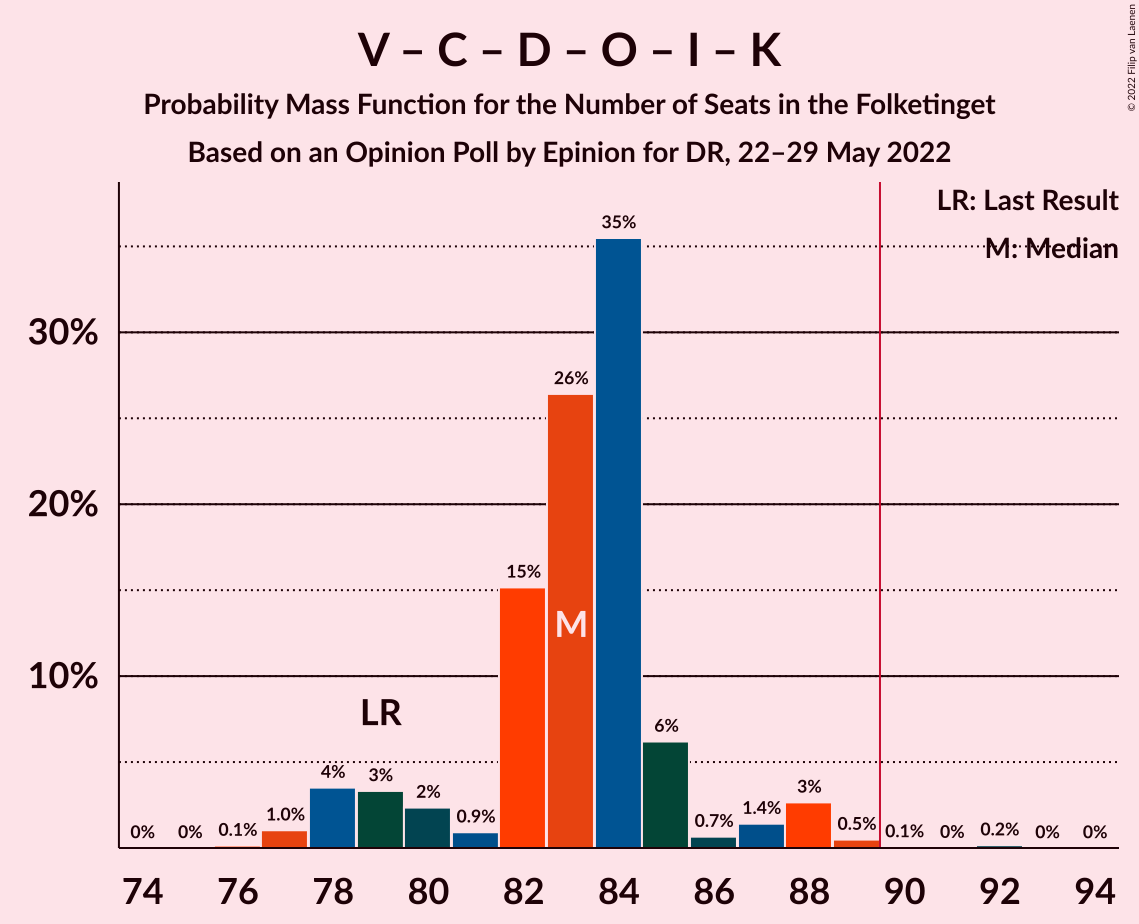 V – C – D – O – I – K
Probability Mass Function for the Number of Seats in the Folketinget
Based on an Opinion Poll by Epinion for DR, 22–29 May 2022
© 2022 Filip van Laenen
LR: Last Result
M: Median
35%
30%
26%
20%
15%
M
10%
LR
6%
4%
3%
2%
0.9%
1.0%
0.1%
0%
0%
0.7%
1.4%
3%
0.5%
0.1%
0%
0.2%
0%
0%
74 76 78 80 82 84 86 88 90 92 94